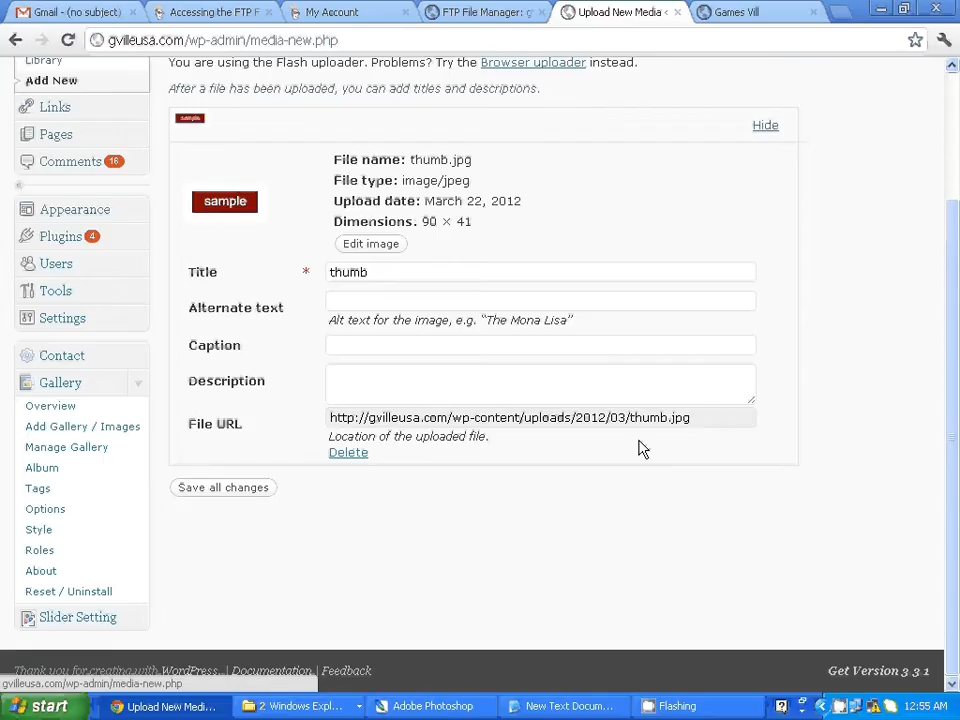 Gmail - (no subject)
Accessing the FTP F
My Account
FTP File Manager: g
Upload New Media
Games Vill
gvilleusa.com/wp-admin/media-new.php
Library
Add New
Links
Pages
Comments 16
Appearance
Plugins 4
Users
Tools
Settings
Contact
Gallery
Overview
Add Gallery / Images
Manage Gallery
Album
Tags
Options
Style
Roles
About
Reset / Uninstall
Slider Setting
You are using the Flash uploader. Problems? Try the Browser uploader instead.
After a file has been uploaded, you can add titles and descriptions.
sample
Hide
sample
File name: thumb.jpg
File type: image/jpeg
Upload date: March 22, 2012
Dimensions. 90 × 41
Edit image
Title * thumb
Alternate text
Alt text for the image, e.g. “The Mona Lisa”
Caption
Description
File URL http://gvilleusa.com/wp-content/uploads/2012/03/thumb.jpg
Location of the uploaded file.
Delete
Save all changes
Thank you for creating with WordPress. | Documentation | Feedback
Get Version 3.3.1
gvilleusa.com/wp-admin/media-new.php
start
Upload New Medi...
2 Windows Expl...
Adobe Photoshop
New Text Docum...
Flashing
12:55 AM